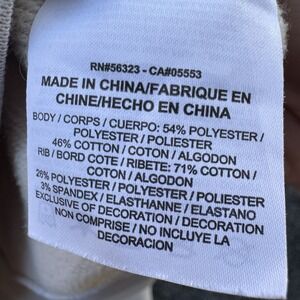 RN#56323 - CA#05553
MADE IN CHINA/FABRIQUE EN
CHINE/HECHO EN CHINA
BODY / CORPS / CUERPO: 54% POLYESTER /
POLYESTER / POLIESTER
46% COTTON / COTON / ALGODON
RIB / BORD COTE / RIBETE: 71% COTTON /
COTON / ALGODON
26% POLYESTER / POLYESTER / POLIESTER
3% SPANDEX / ELASTHANNE / ELASTANO
EXCLUSIVE OF DECORATION / DECORATION
NON COMPRISE / NO INCLUYE LA
DECORACION